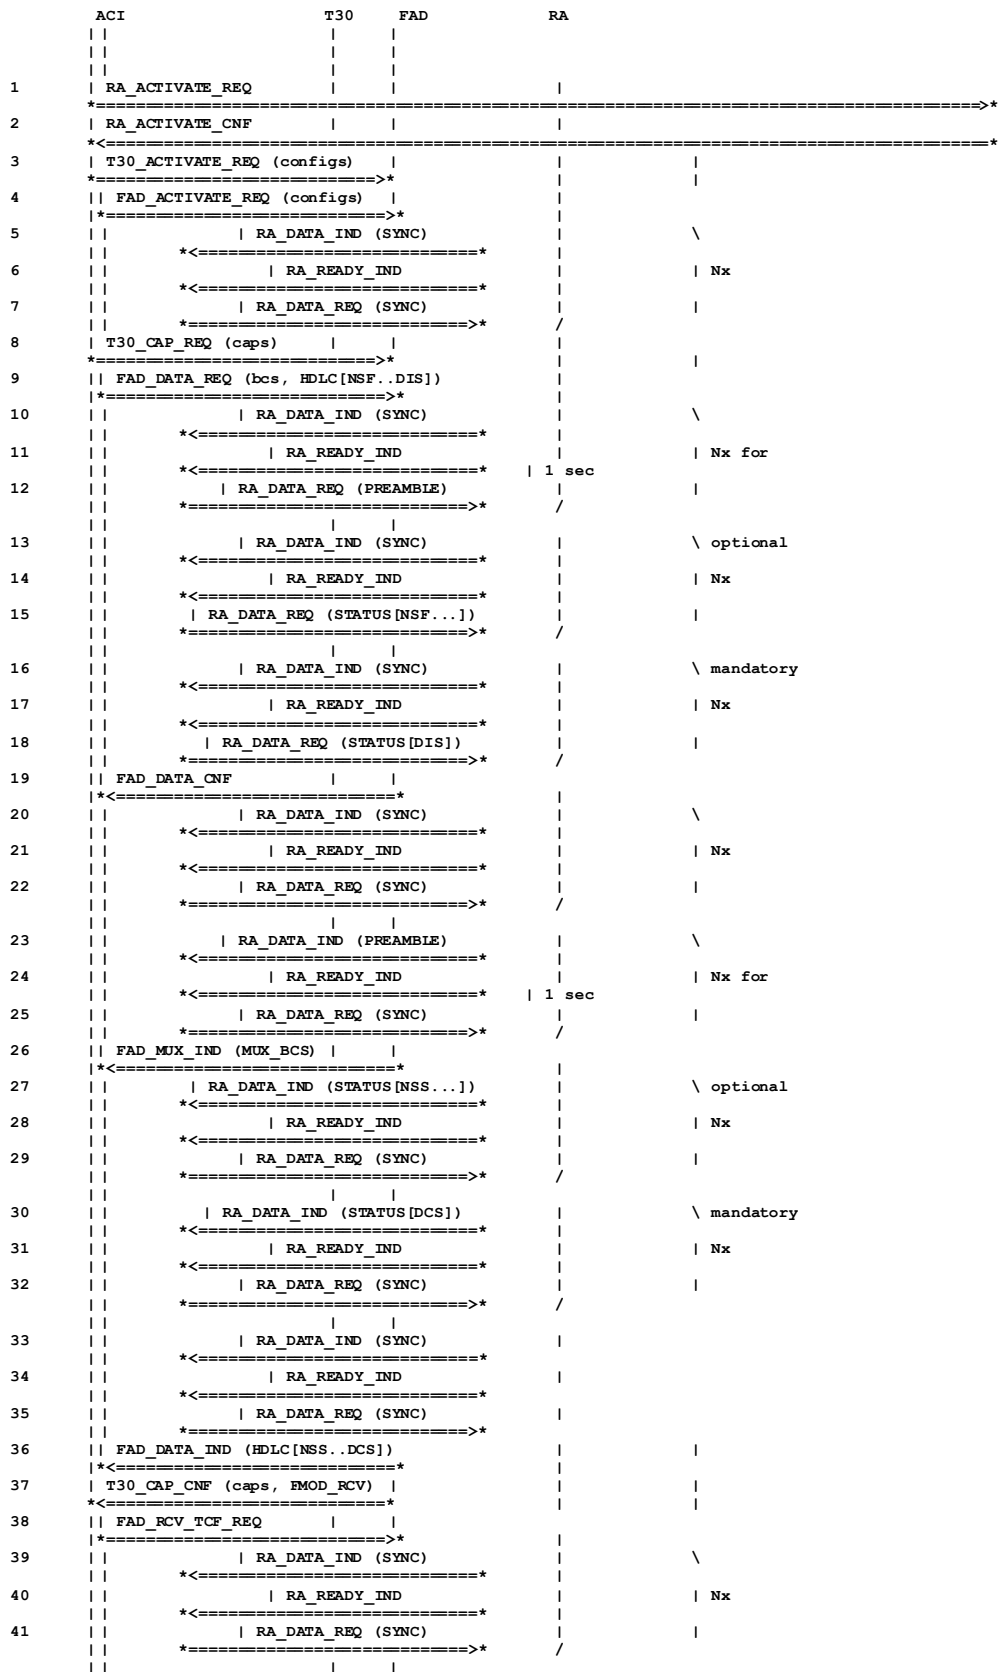 ACI T30 FAD RA
1 RA_ACTIVATE_REQ
2 RA_ACTIVATE_CNF
3 T30_ACTIVATE_REQ (configs)
4 FAD_ACTIVATE_REQ (configs)
5 RA_DATA_IND (SYNC) \
6 RA_READY_IND | Nx
7 RA_DATA_REQ (SYNC) |
/
8 T30_CAP_REQ (caps)
9 FAD_DATA_REQ (bcs, HDLC[NSF..DIS])
10 RA_DATA_IND (SYNC) \
11 RA_READY_IND | Nx for
| 1 sec
12 RA_DATA_REQ (PREAMBLE) |
/
13 RA_DATA_IND (SYNC) \ optional
14 RA_READY_IND | Nx
15 RA_DATA_REQ (STATUS[NSF...]) |
/
16 RA_DATA_IND (SYNC) \ mandatory
17 RA_READY_IND | Nx
18 RA_DATA_REQ (STATUS[DIS]) |
/
19 FAD_DATA_CNF
20 RA_DATA_IND (SYNC) \
21 RA_READY_IND | Nx
22 RA_DATA_REQ (SYNC) |
/
23 RA_DATA_IND (PREAMBLE) \
24 RA_READY_IND | Nx for
| 1 sec
25 RA_DATA_REQ (SYNC) |
/
26 FAD_MUX_IND (MUX_BCS)
27 RA_DATA_IND (STATUS[NSS...]) \ optional
28 RA_READY_IND | Nx
29 RA_DATA_REQ (SYNC) |
/
30 RA_DATA_IND (STATUS[DCS]) \ mandatory
31 RA_READY_IND | Nx
32 RA_DATA_REQ (SYNC) |
/
33 RA_DATA_IND (SYNC)
34 RA_READY_IND
35 RA_DATA_REQ (SYNC)
36 FAD_DATA_IND (HDLC[NSS..DCS])
37 T30_CAP_CNF (caps, FMOD_RCV)
38 FAD_RCV_TCF_REQ
39 RA_DATA_IND (SYNC) \
40 RA_READY_IND | Nx
41 RA_DATA_REQ (SYNC) |
/